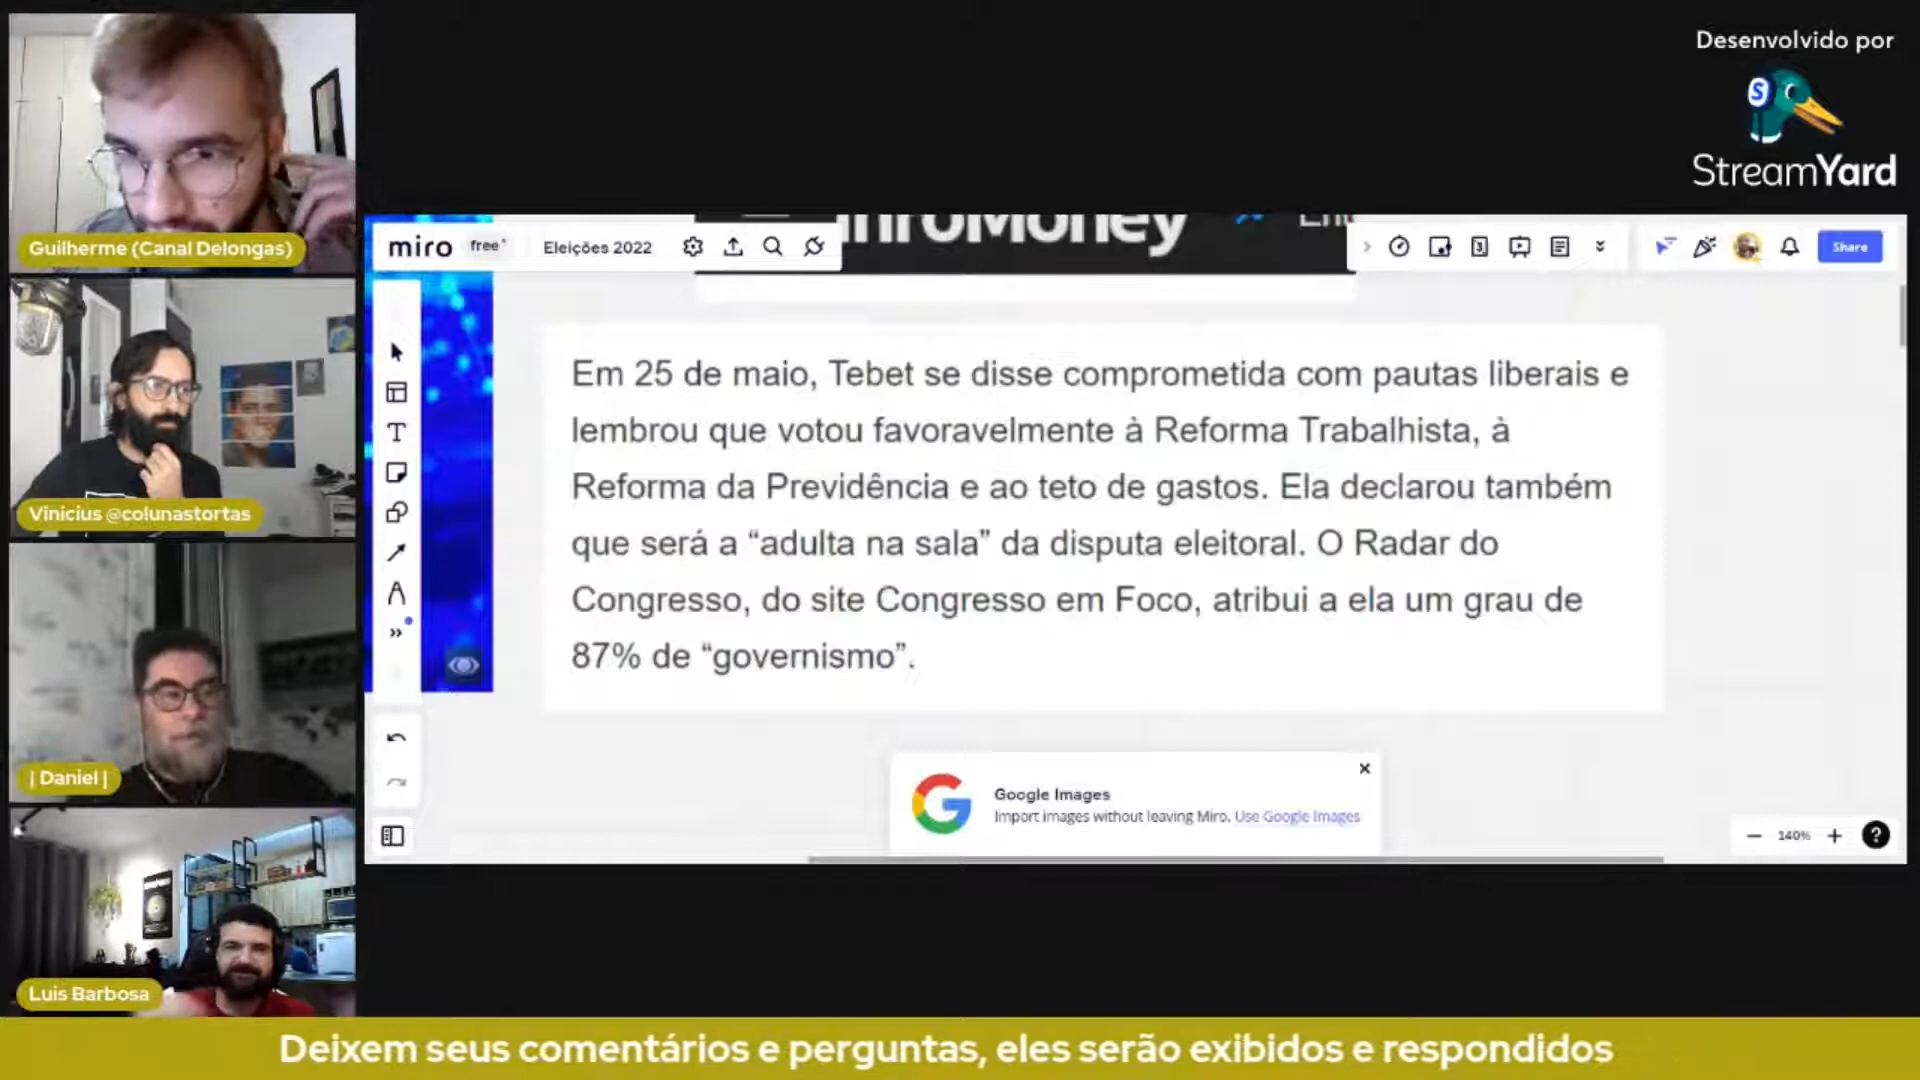 Desenvolvido por
StreamYard
Guilherme (Canal Delongas)
Vinicius @colunastortas
| Daniel |
Luis Barbosa
miro free
Eleições 2022
Share
Em 25 de maio, Tebet se disse comprometida com pautas liberais e
lembrou que votou favoravelmente à Reforma Trabalhista, à
Reforma da Previdência e ao teto de gastos. Ela declarou também
que será a “adulta na sala” da disputa eleitoral. O Radar do
Congresso, do site Congresso em Foco, atribui a ela um grau de
87% de “governismo”.
Google Images
Import images without leaving Miro. Use Google Images
140%
Deixem seus comentários e perguntas, eles serão exibidos e respondidos